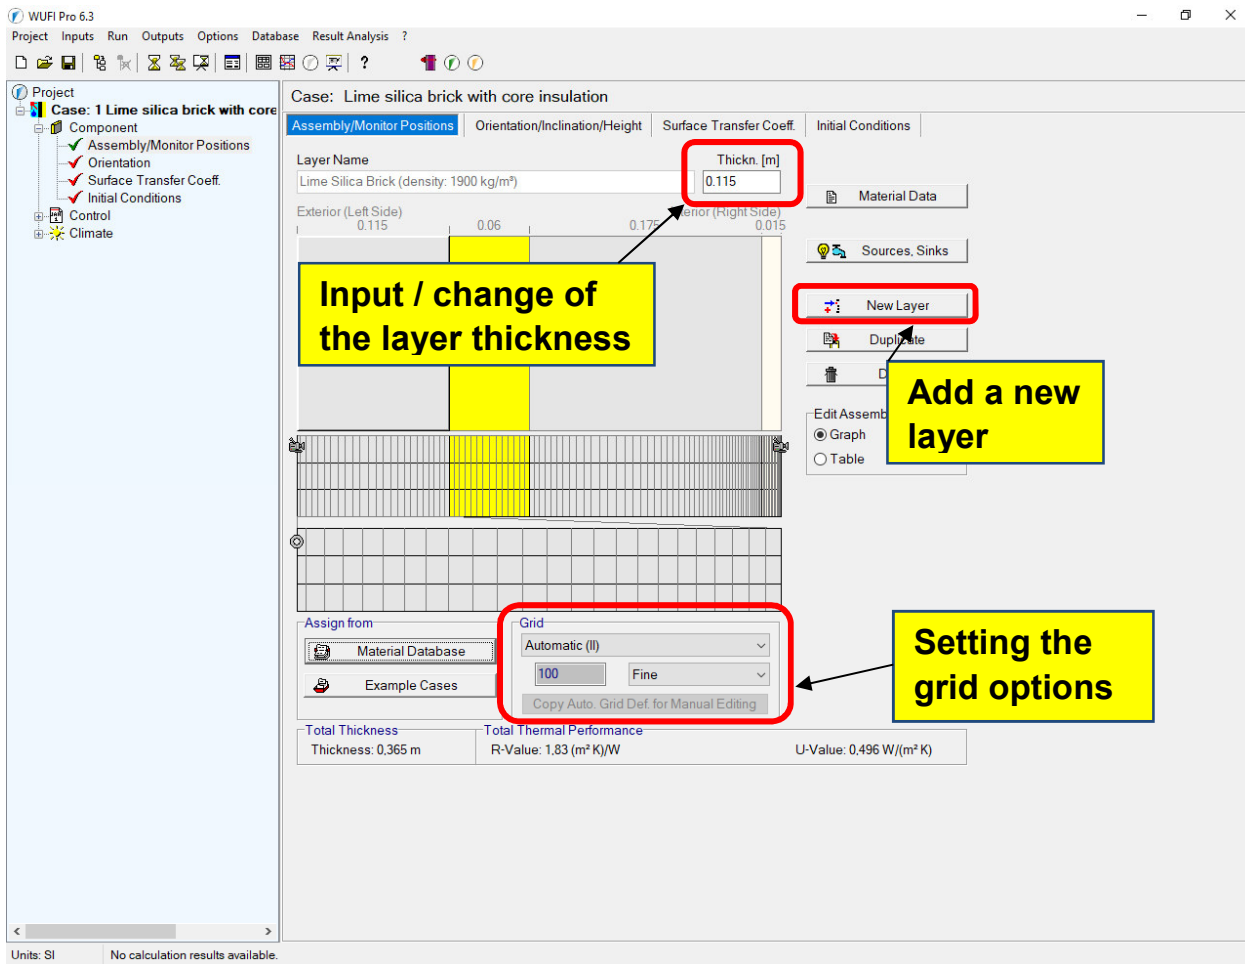 WUFI Pro 6.3
Project Inputs Run Outputs Options Database Result Analysis ?
Project
Case: 1 Lime silica brick with core
Component
Assembly/Monitor Positions
Orientation
Surface Transfer Coeff.
Initial Conditions
Control
Climate
Case: Lime silica brick with core insulation
Assembly/Monitor Positions Orientation/Inclination/Height Surface Transfer Coeff. Initial Conditions
Layer Name Thickn. [m]
Lime Silica Brick (density: 1900 kg/m³) 0.115
Material Data
Exterior (Left Side) (Right Side)
0.115 0.06 0.175 0.015
Sources, Sinks
Input / change of
the layer thickness
New Layer
Duplicate
D
Add a new
layer
Edit Assemb
Graph
Table
Assign from
Material Database
Example Cases
Grid
Automatic (II)
100 Fine
Copy Auto. Grid Def. for Manual Editing
Setting the
grid options
Total Thickness
Thickness: 0,365 m
Total Thermal Performance
R-Value: 1,83 (m² K)/W U-Value: 0,496 W/(m² K)
Units: SI No calculation results available.